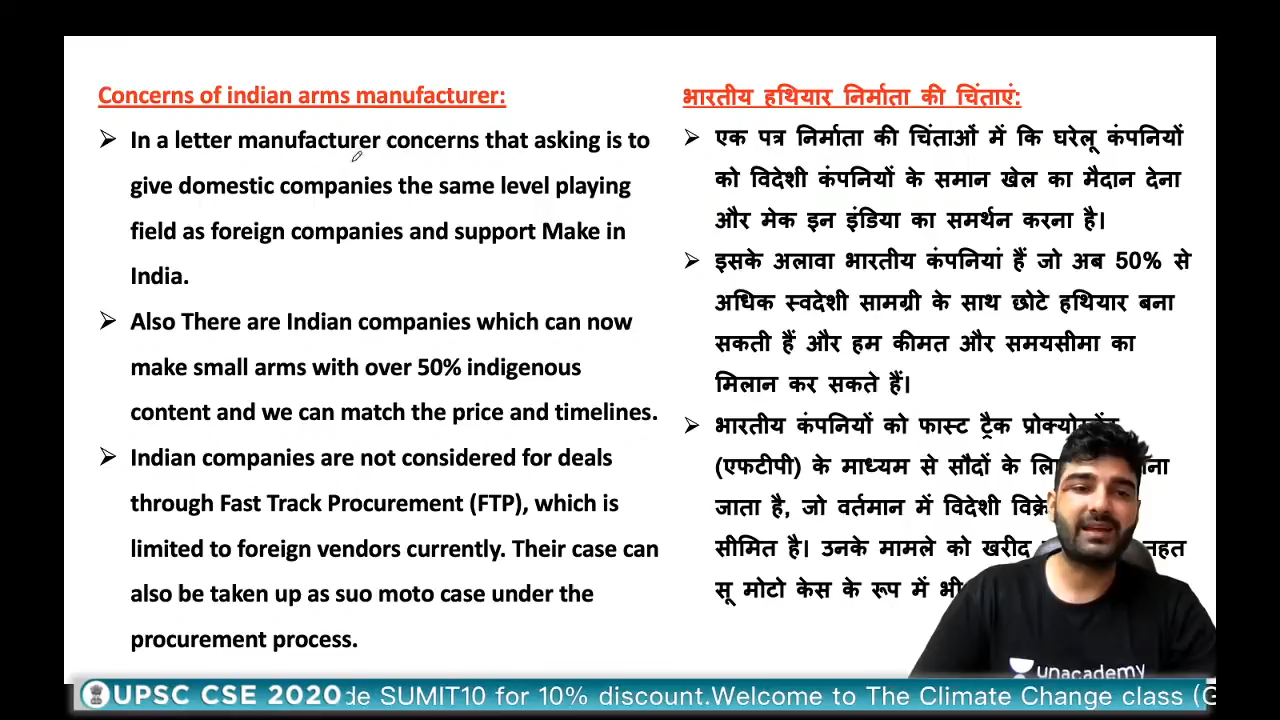 Concerns of indian arms manufacturer:
➢ In a letter manufacturer concerns that asking is to
give domestic companies the same level playing
field as foreign companies and support Make in
India.
➢ Also There are Indian companies which can now
make small arms with over 50% indigenous
content and we can match the price and timelines.
➢ Indian companies are not considered for deals
through Fast Track Procurement (FTP), which is
limited to foreign vendors currently. Their case can
also be taken up as suo moto case under the
procurement process.
भारतीय हथियार निर्माता की चिंताएं:
➢ एक पत्र निर्माता की चिंताओं में कि घरेलू कंपनियों
को विदेशी कंपनियों के समान खेल का मैदान देना
और मेक इन इंडिया का समर्थन करना है।
➢ इसके अलावा भारतीय कंपनियां हैं जो अब 50% से
अधिक स्वदेशी सामग्री के साथ छोटे हथियार बना
सकती हैं और हम कीमत और समयसीमा का
मिलान कर सकते हैं।
➢ भारतीय कंपनियों को फास्ट ट्रैक
(एफटीपी) के माध्यम से सौदों के
जाता है, जो वर्तमान में विदेशी
सीमित है। उनके मामले को खरीद
सू मोटो केस के रूप में भी
unacademy
UPSC CSE 2020 de SUMIT10 for 10% discount.Welcome to The Climate Change class (G